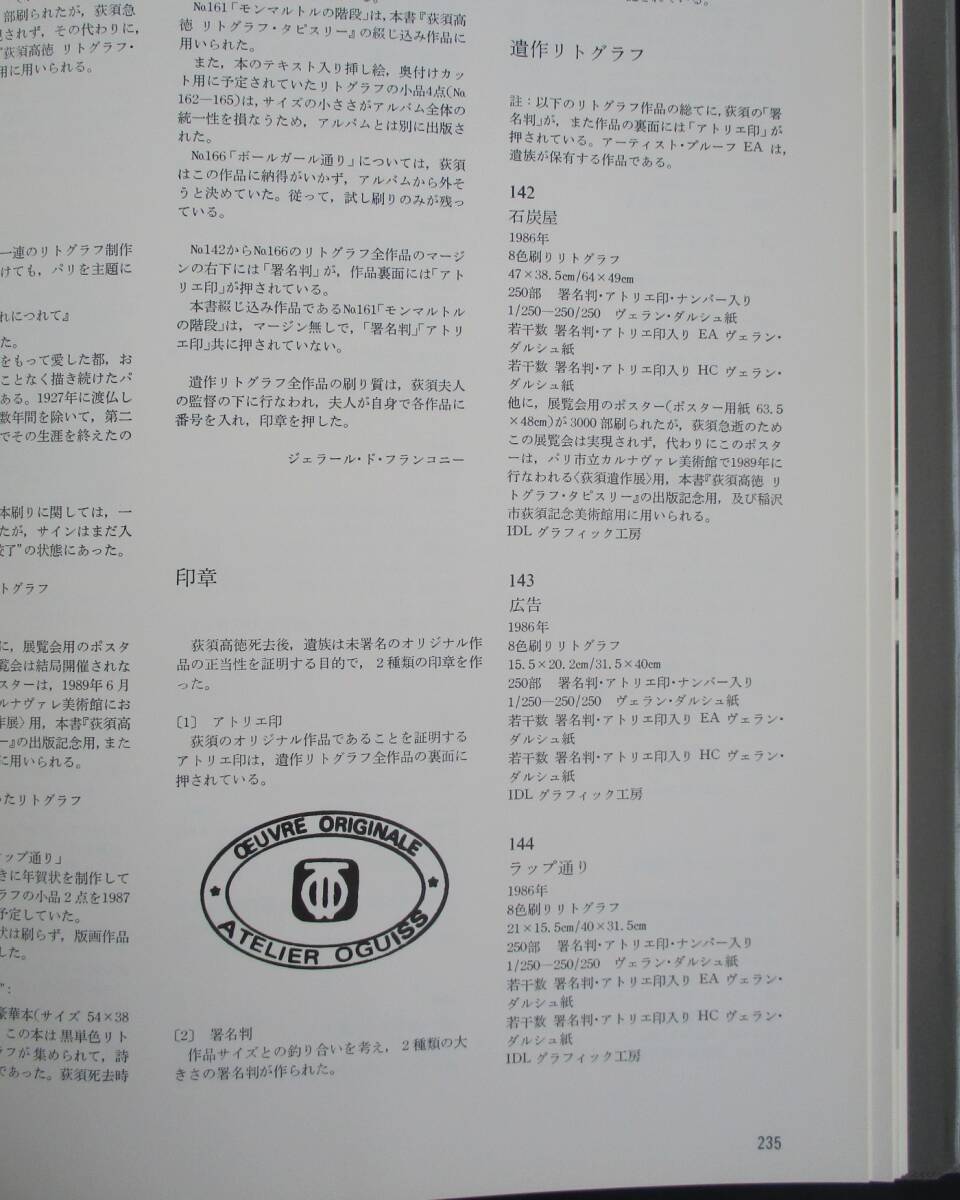 部刷られたが，荻須急
現されず，その代わりに，
『荻須高徳 リトグラフ・
用に用いられる。
一連のリトグラフ制作
けても，パリを主題に
れにつれて』
た。
をもって愛した都，お
ことなく描き続けたパ
ある。1927年に渡仏し
数年間を除いて，第二
でその生涯を終えたの
本刷りに関しては，一
たが，サインはまだ入
校了”の状態にあった。
トグラフ
に，展覧会用のポスタ
覧会は結局開催されな
スターは，1989年6月
ルナヴァレ美術館にお
作展〉用，本書『荻須高
ー』の出版記念用，また
に用いられる。
ったリトグラフ
ラップ通り」
きに年賀状を制作して
ラフの小品2点を1987
予定していた。
状は刷らず，版画作品
した。
”：
豪華本(サイズ 54×38
この本は黒単色リト
ラフが集められて，詩
であった。荻須死去時
No.161「モンマルトルの階段」は，本書『荻須高
徳 リトグラフ・タピスリー』の綴じ込み作品に
用いられた。
また，本のテキスト入り挿し絵，奥付けカッ
ト用に予定されていたリトグラフの小品4点(No.
162—165)は，サイズの小ささがアルバム全体の
統一性を損なうため，アルバムとは別に出版さ
れた。
No.166「ボールガール通り」については，荻須
はこの作品に納得がいかず，アルバムから外そ
うと決めていた。従って，試し刷りのみが残っ
ている。
No.142からNo.166のリトグラフ全作品のマージ
ンの右下には「署名判」が，作品裏面には「アト
リエ印」が押されている。
本書綴じ込み作品であるNo.161「モンマルトル
の階段」は，マージン無しで，「署名判」「アトリ
エ印」共に押されていない。
遺作リトグラフ全作品の刷り質は，荻須夫人
の監督の下に行なわれ，夫人が自身で各作品に
番号を入れ，印章を押した。
ジェラール・ド・フランコニー
印章
荻須高徳死去後，遺族は未署名のオリジナル作
品の正当性を証明する目的で，2種類の印章を作
った。
［1］ アトリエ印
荻須のオリジナル作品であることを証明する
アトリエ印は，遺作リトグラフ全作品の裏面に
押されている。
ŒUVRE ORIGINALE
ATELIER OGUISS
［2］ 署名判
作品サイズとの釣り合いを考え，2種類の大
きさの署名判が作られた。
遺作リトグラフ
註：以下のリトグラフ作品の総てに，荻須の「署
名判」が，また作品の裏面には「アトリエ印」が
押されている。アーティスト・プルーフ EA は，
遺族が保有する作品である。
142
石炭屋
1986年
8色刷りリトグラフ
47×38.5cm/64×49cm
250部 署名判・アトリエ印・ナンバー入り
1/250—250/250 ヴェラン・ダルシュ紙
若干数 署名判・アトリエ印入り EA ヴェラン・
ダルシュ紙
若干数 署名判・アトリエ印入り HC ヴェラン・
ダルシュ紙
他に，展覧会用のポスター(ポスター用紙 63.5
×48cm)が 3000 部刷られたが，荻須急逝のため
この展覧会は実現されず，代わりにこのポスタ
ーは，パリ市立カルナヴァレ美術館で1989年に
行なわれる〈荻須遺作展〉用，本書『荻須高徳 リ
トグラフ・タピスリー』の出版記念用，及び稲沢
市荻須記念美術館用に用いられる。
IDL グラフィック工房
143
広告
1986年
8色刷りリトグラフ
15.5×20.2cm/31.5×40cm
250部 署名判・アトリエ印・ナンバー入り
1/250—250/250 ヴェラン・ダルシュ紙
若干数 署名判・アトリエ印入り EA ヴェラン・
ダルシュ紙
若干数 署名判・アトリエ印入り HC ヴェラン・
ダルシュ紙
IDL グラフィック工房
144
ラップ通り
1986年
8色刷りリトグラフ
21×15.5cm/40×31.5cm
250部 署名判・アトリエ印・ナンバー入り
1/250—250/250 ヴェラン・ダルシュ紙
若干数 署名判・アトリエ印入り EA ヴェラン・
ダルシュ紙
若干数 署名判・アトリエ印入り HC ヴェラン・
ダルシュ紙
IDL グラフィック工房
235